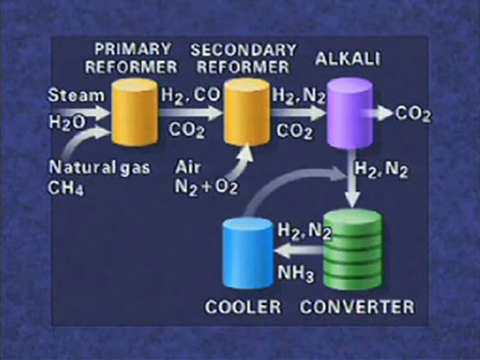 PRIMARY REFORMER
SECONDARY REFORMER
ALKALI
Steam
H2O
H2, CO
CO2
H2, N2
CO2
CO2
Natural gas
CH4
Air
N2+O2
H2, N2
H2, N2
NH3
COOLER
CONVERTER